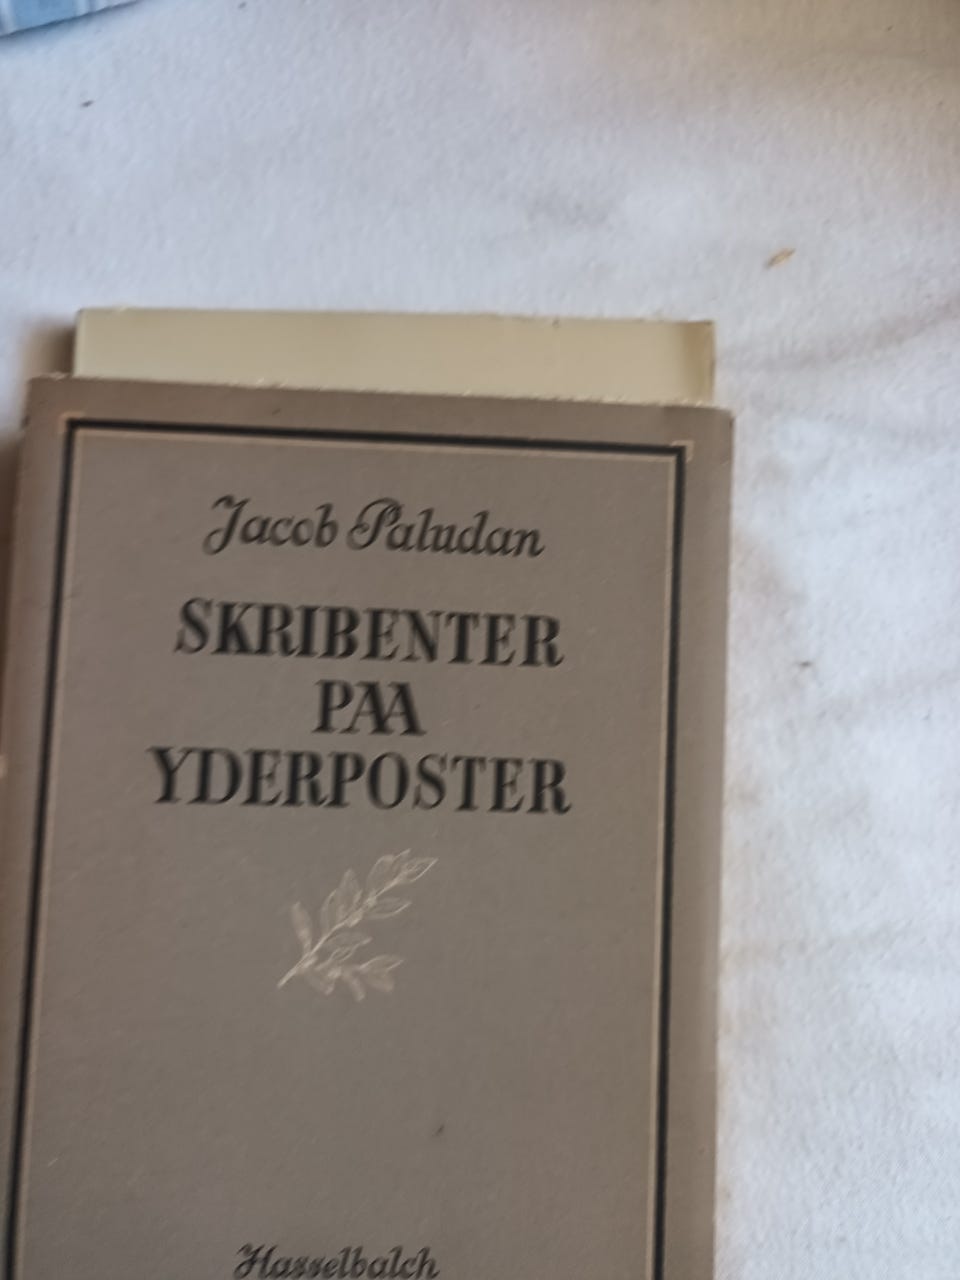 Jacob Paludan
SKRIBENTER
PAA
YDERPOSTER
Hasselbalch